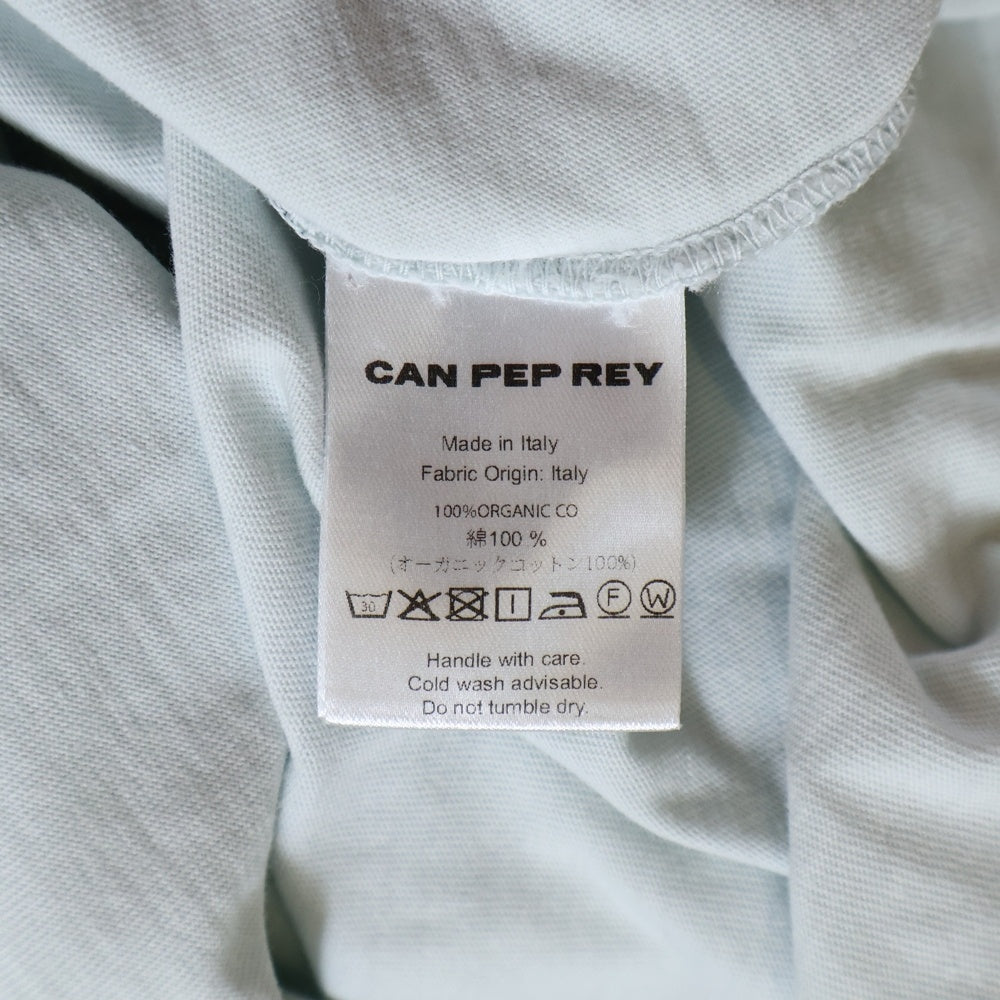 CAN PEP REY
Made in Italy
Fabric Origin: Italy
100%ORGANIC CO
綿100 %
(オーガニックコットン100%)
30 F W
Handle with care.
Cold wash advisable.
Do not tumble dry.